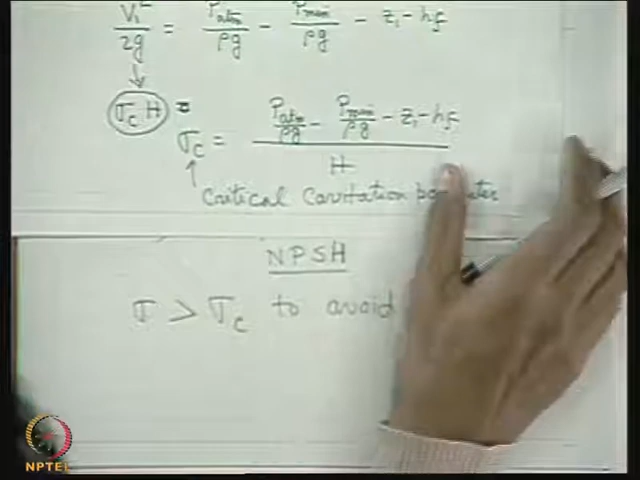 V₁²/2g = Patm/ρg - Pmin/ρg - z₁ - hf
σc H =
σc = (Patm/ρg - Pmin/ρg - z₁ - hf) / H
Critical Cavitation
NPSH
σ > σc to avoid
NPTEL